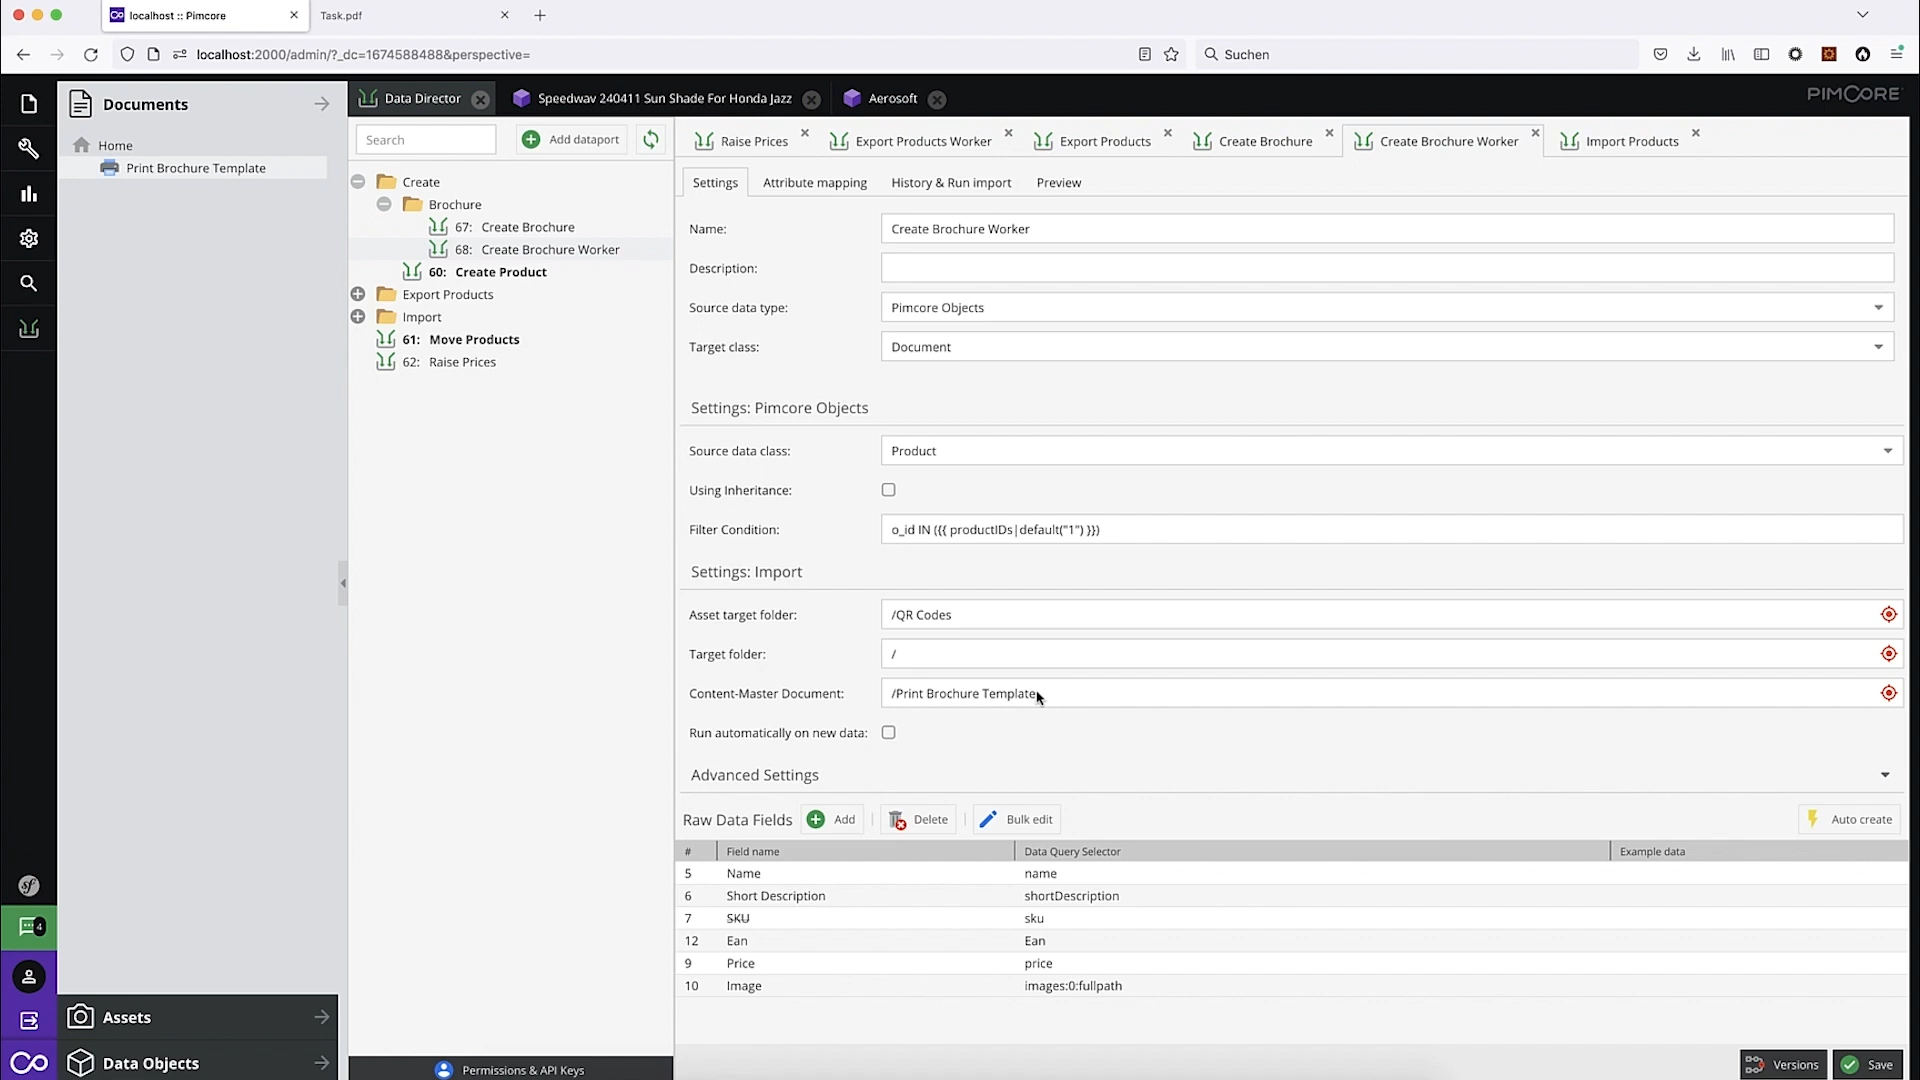 localhost :: Pimcore
Task.pdf
localhost:2000/admin/?_dc=1674588488&perspective=
Suchen
Documents
Data Director
Speedwav 240411 Sun Shade For Honda Jazz
Aerosoft
PIMCORE
Search
Add dataport
Raise Prices
Export Products Worker
Export Products
Create Brochure
Create Brochure Worker
Import Products
Home
Print Brochure Template
Create
Brochure
67: Create Brochure
68: Create Brochure Worker
60: Create Product
Export Products
Import
61: Move Products
62: Raise Prices
Settings
Attribute mapping
History & Run import
Preview
Name: Create Brochure Worker
Description:
Source data type: Pimcore Objects
Target class: Document
Settings: Pimcore Objects
Source data class: Product
Using Inheritance:
Filter Condition: o_id IN ({{ productIDs|default("1") }})
Settings: Import
Asset target folder: /QR Codes
Target folder: /
Content-Master Document: /Print Brochure Template
Run automatically on new data:
Advanced Settings
Raw Data Fields Add Delete Bulk edit Auto create
# Field name Data Query Selector Example data
5 Name name
6 Short Description shortDescription
7 SKU sku
12 Ean Ean
9 Price price
10 Image images:0:fullpath
sf
4
Assets
Data Objects
Permissions & API Keys
Versions
Save